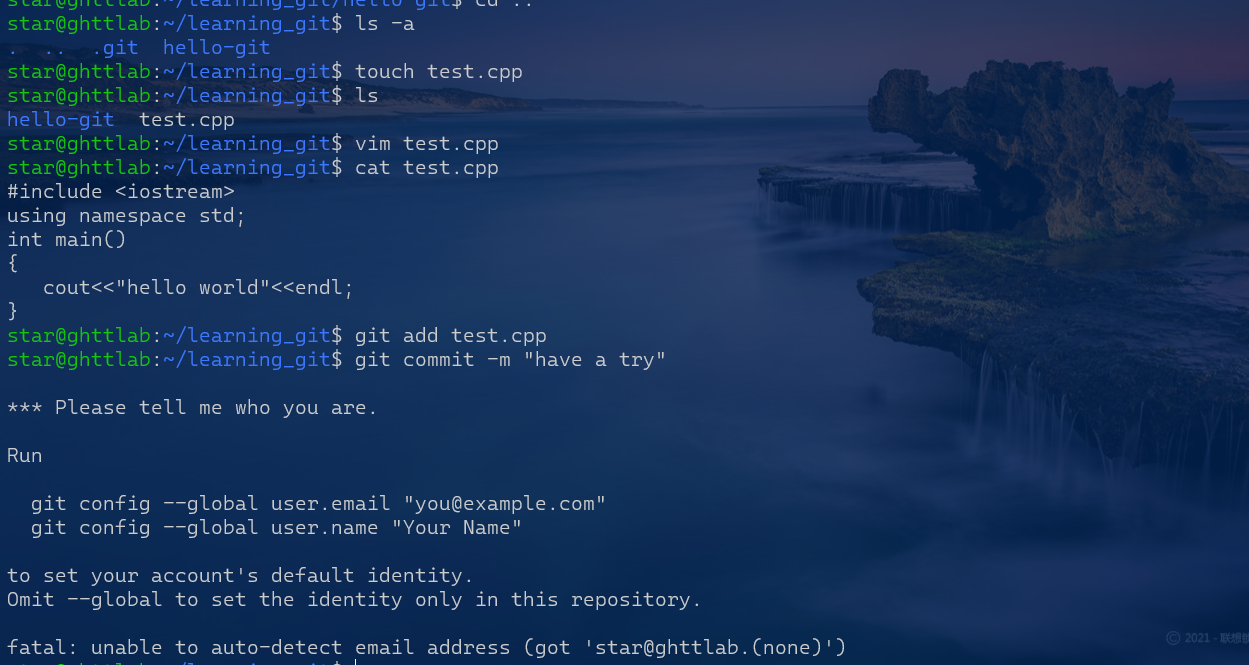 star@ghttlab:~/learning_git/hello-git$ cd ..
star@ghttlab:~/learning_git$ ls -a
.  ..  .git  hello-git
star@ghttlab:~/learning_git$ touch test.cpp
star@ghttlab:~/learning_git$ ls
hello-git  test.cpp
star@ghttlab:~/learning_git$ vim test.cpp
star@ghttlab:~/learning_git$ cat test.cpp
#include <iostream>
using namespace std;
int main()
{
   cout<<"hello world"<<endl;
}
star@ghttlab:~/learning_git$ git add test.cpp
star@ghttlab:~/learning_git$ git commit -m "have a try"
*** Please tell me who you are.
Run
  git config --global user.email "you@example.com"
  git config --global user.name "Your Name"
to set your account's default identity.
Omit --global to set the identity only in this repository.
© 2021 - 联想
fatal: unable to auto-detect email address (got 'star@ghttlab.(none)')
star@ghttlab:~/learning_git$